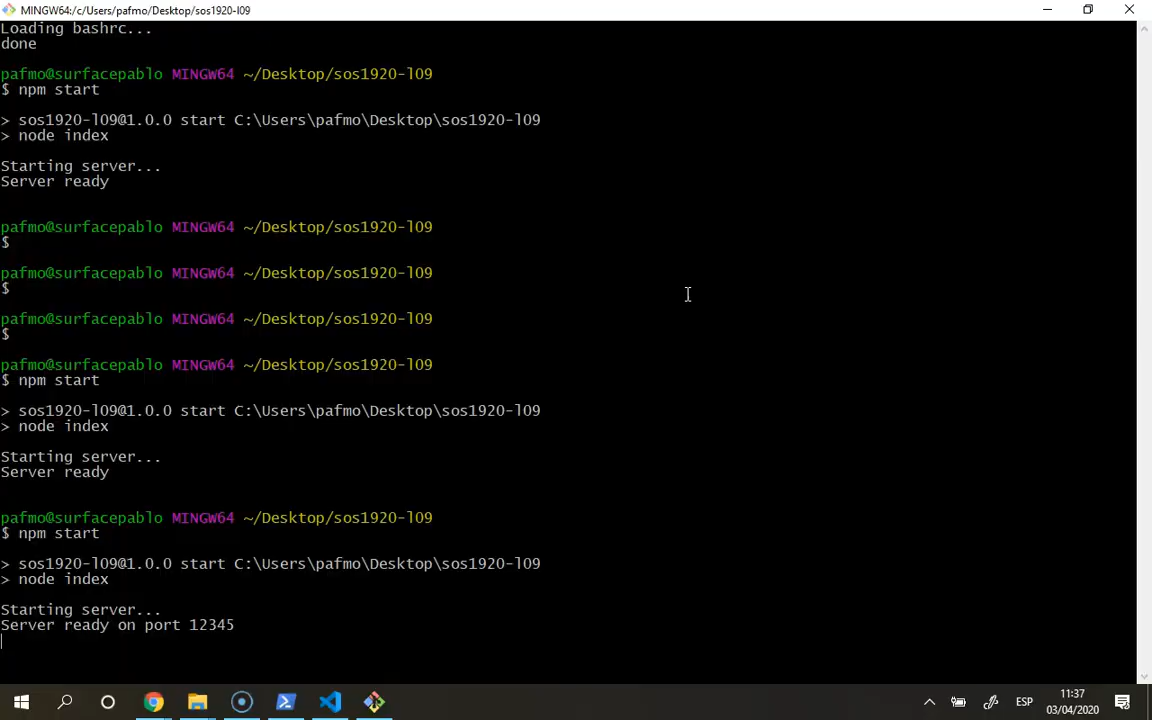 MINGW64:/c/Users/pafmo/Desktop/sos1920-l09
Loading bashrc...
done
pafmo@surfacepablo MINGW64 ~/Desktop/sos1920-l09
$ npm start
> sos1920-l09@1.0.0 start C:\Users\pafmo\Desktop\sos1920-l09
> node index
Starting server...
Server ready
pafmo@surfacepablo MINGW64 ~/Desktop/sos1920-l09
$
pafmo@surfacepablo MINGW64 ~/Desktop/sos1920-l09
$
pafmo@surfacepablo MINGW64 ~/Desktop/sos1920-l09
$
pafmo@surfacepablo MINGW64 ~/Desktop/sos1920-l09
$ npm start
> sos1920-l09@1.0.0 start C:\Users\pafmo\Desktop\sos1920-l09
> node index
Starting server...
Server ready
pafmo@surfacepablo MINGW64 ~/Desktop/sos1920-l09
$ npm start
> sos1920-l09@1.0.0 start C:\Users\pafmo\Desktop\sos1920-l09
> node index
Starting server...
Server ready on port 12345
ESP
11:37
03/04/2020